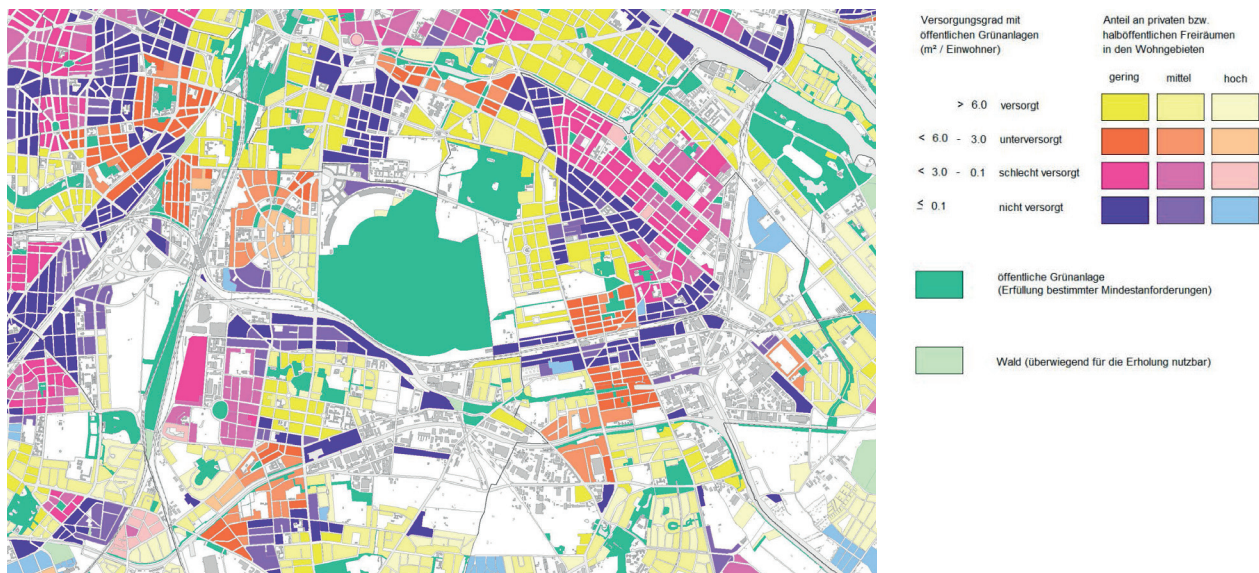 Versorgungsgrad mit
öffentlichen Grünanlagen
(m² / Einwohner)
Anteil an privaten bzw.
halböffentlichen Freiräumen
in den Wohngebieten
gering mittel hoch
> 6.0 versorgt
< 6.0 - 3.0 unterversorgt
< 3.0 - 0.1 schlecht versorgt
≤ 0.1 nicht versorgt
öffentliche Grünanlage
(Erfüllung bestimmter Mindestanforderungen)
Wald (überwiegend für die Erholung nutzbar)